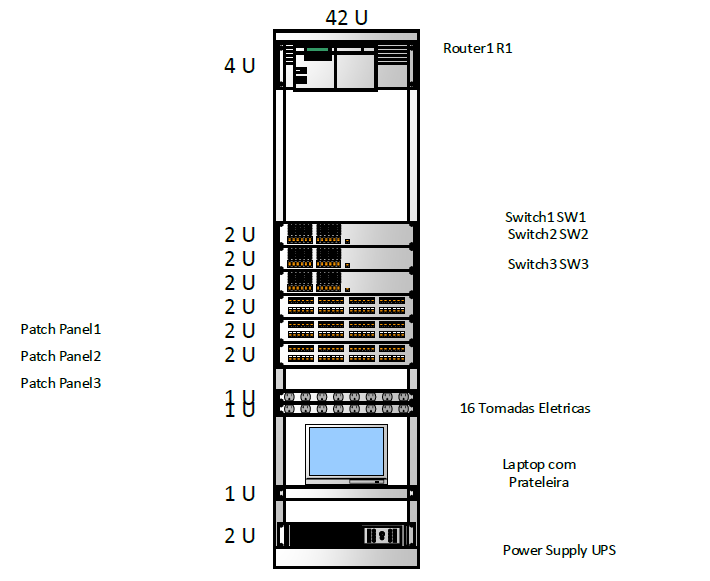 42 U
Router1 R1
4 U
Switch1 SW1
2 U
Switch2 SW2
2 U
Switch3 SW3
2 U
2 U
Patch Panel1
2 U
Patch Panel2
2 U
Patch Panel3
1 U
1 U
16 Tomadas Eletricas
Laptop com
Prateleira
1 U
2 U
Power Supply UPS